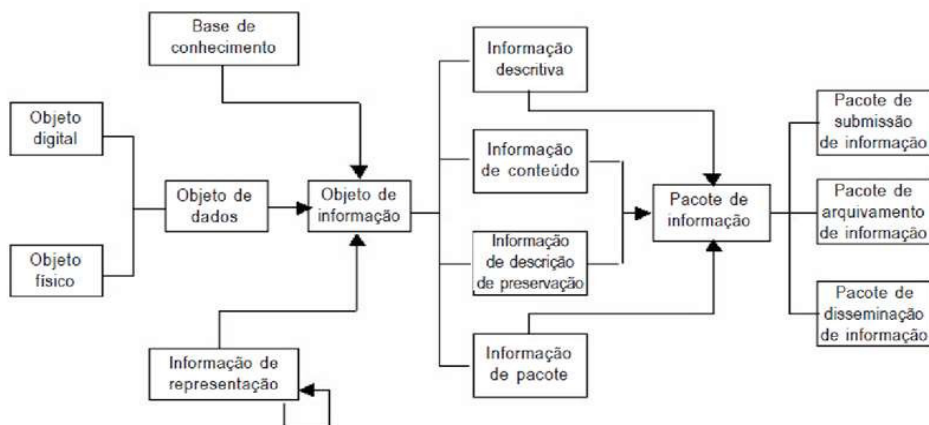 Base de
conhecimento
Objeto
digital
Objeto
físico
Objeto de
dados
Objeto de
informação
Informação de
representação
Informação
descritiva
Informação
de conteúdo
Informação
de descrição
de preservação
Informação
de pacote
Pacote de
informação
Pacote de
submissão
de informação
Pacote de
arquivamento
de informação
Pacote de
disseminação
de informação